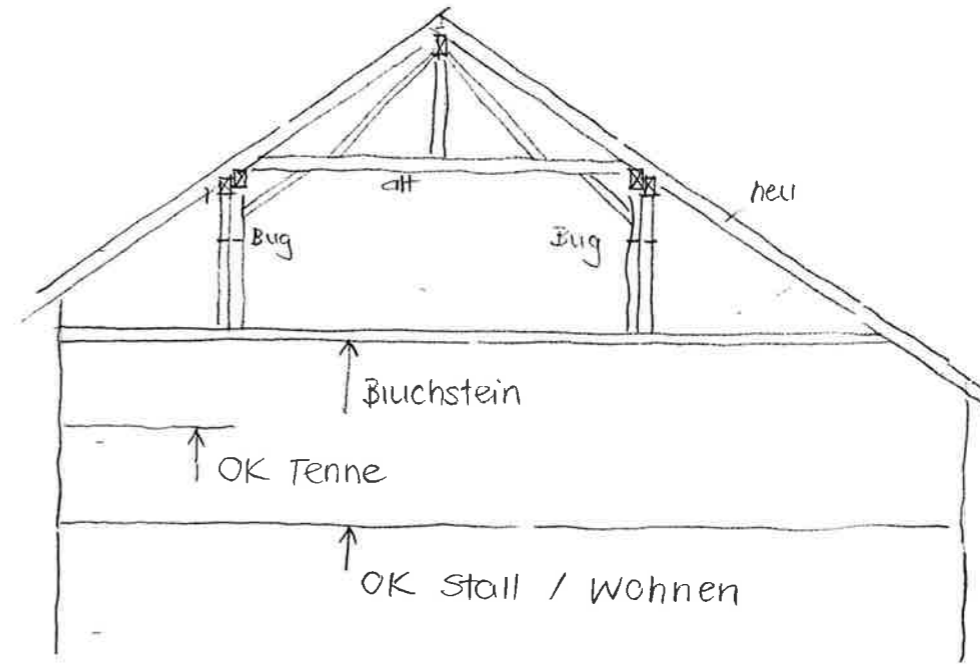 alt
neu
Bug
Bug
Bruchstein
OK Tenne
OK Stall / Wohnen